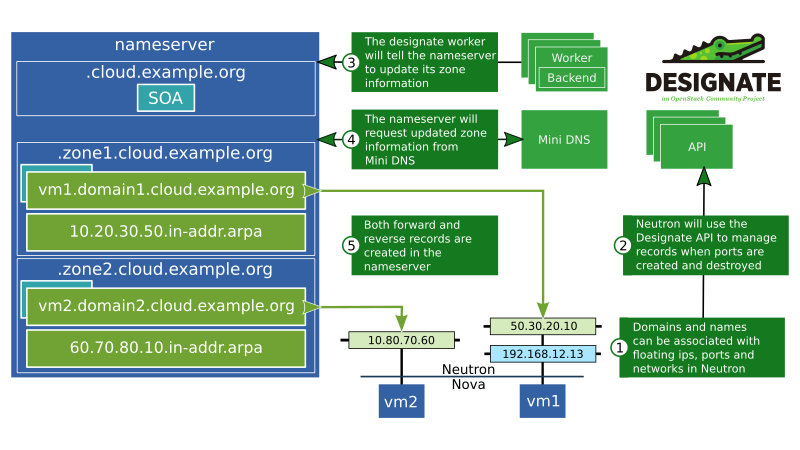 nameserver
.cloud.example.org
SOA
.zone1.cloud.example.org
vm1.domain1.cloud.example.org
10.20.30.50.in-addr.arpa
.zone2.cloud.example.org
vm2.domain2.cloud.example.org
60.70.80.10.in-addr.arpa
3
The designate worker
will tell the nameserver
to update its zone
information
Worker
Backend
4
The nameserver will
request updated zone
information from
Mini DNS
Mini DNS
5
Both forward and
reverse records are
created in the
nameserver
DESIGNATE
an OpenStack Community Project
API
2
Neutron will use the
Designate API to manage
records when ports are
created and destroyed
1
Domains and names
can be associated with
floating ips, ports and
networks in Neutron
10.80.70.60
50.30.20.10
192.168.12.13
Neutron
Nova
vm2
vm1